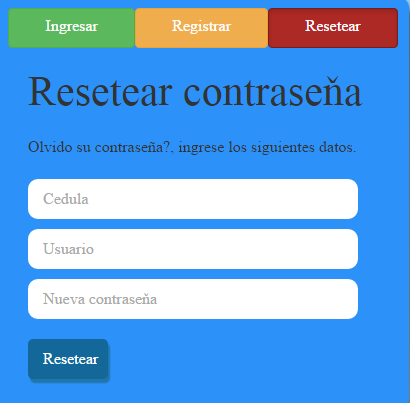 Ingresar Registrar Resetear
Resetear contraseňa
Olvido su contraseña?, ingrese los siguientes datos.
Cedula
Usuario
Nueva contraseña
Resetear